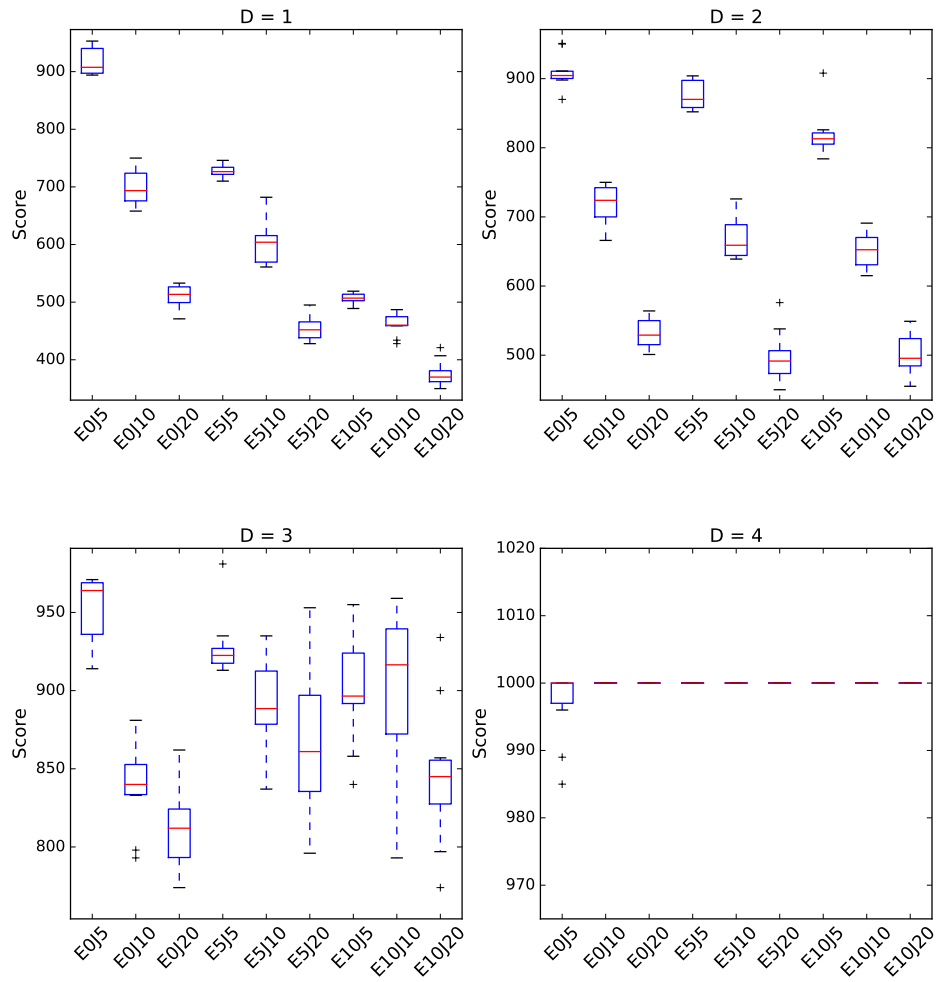 D = 1
900
800
700
600
500
400
Score
E0J5
E0J10
E0J20
E5J5
E5J10
E5J20
E10J5
E10J10
E10J20
D = 2
900
800
700
600
500
Score
E0J5
E0J10
E0J20
E5J5
E5J10
E5J20
E10J5
E10J10
E10J20
D = 3
950
900
850
800
Score
E0J5
E0J10
E0J20
E5J5
E5J10
E5J20
E10J5
E10J10
E10J20
D = 4
1020
1010
1000
990
980
970
Score
E0J5
E0J10
E0J20
E5J5
E5J10
E5J20
E10J5
E10J10
E10J20